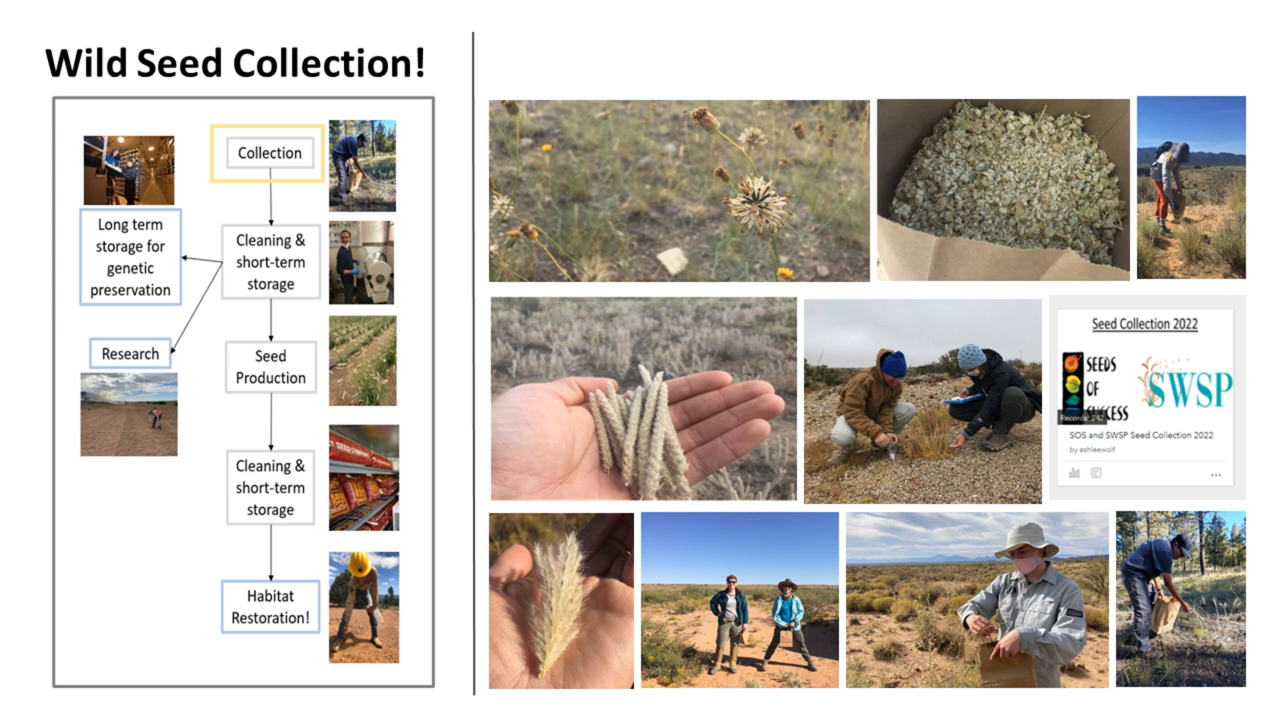 Wild Seed Collection!
Collection
Long term
storage for
genetic
preservation
Cleaning &
short-term
storage
Research
Seed
Production
Cleaning &
short-term
storage
Habitat
Restoration!
SEED COMPANY
Seed Collection 2022
SEEDS
OF
SUCCESS
SWSP
SOS and SWSP Seed Collection 2022
by ashleewolf